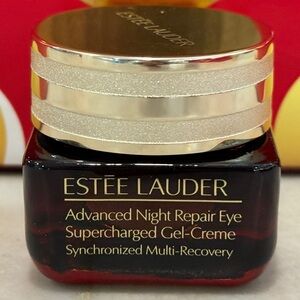 ESTĒE LAUDER
ESTĒE LAUDER
Advanced Night Repair Eye
Supercharged Gel-Creme
Synchronized Multi-Recovery